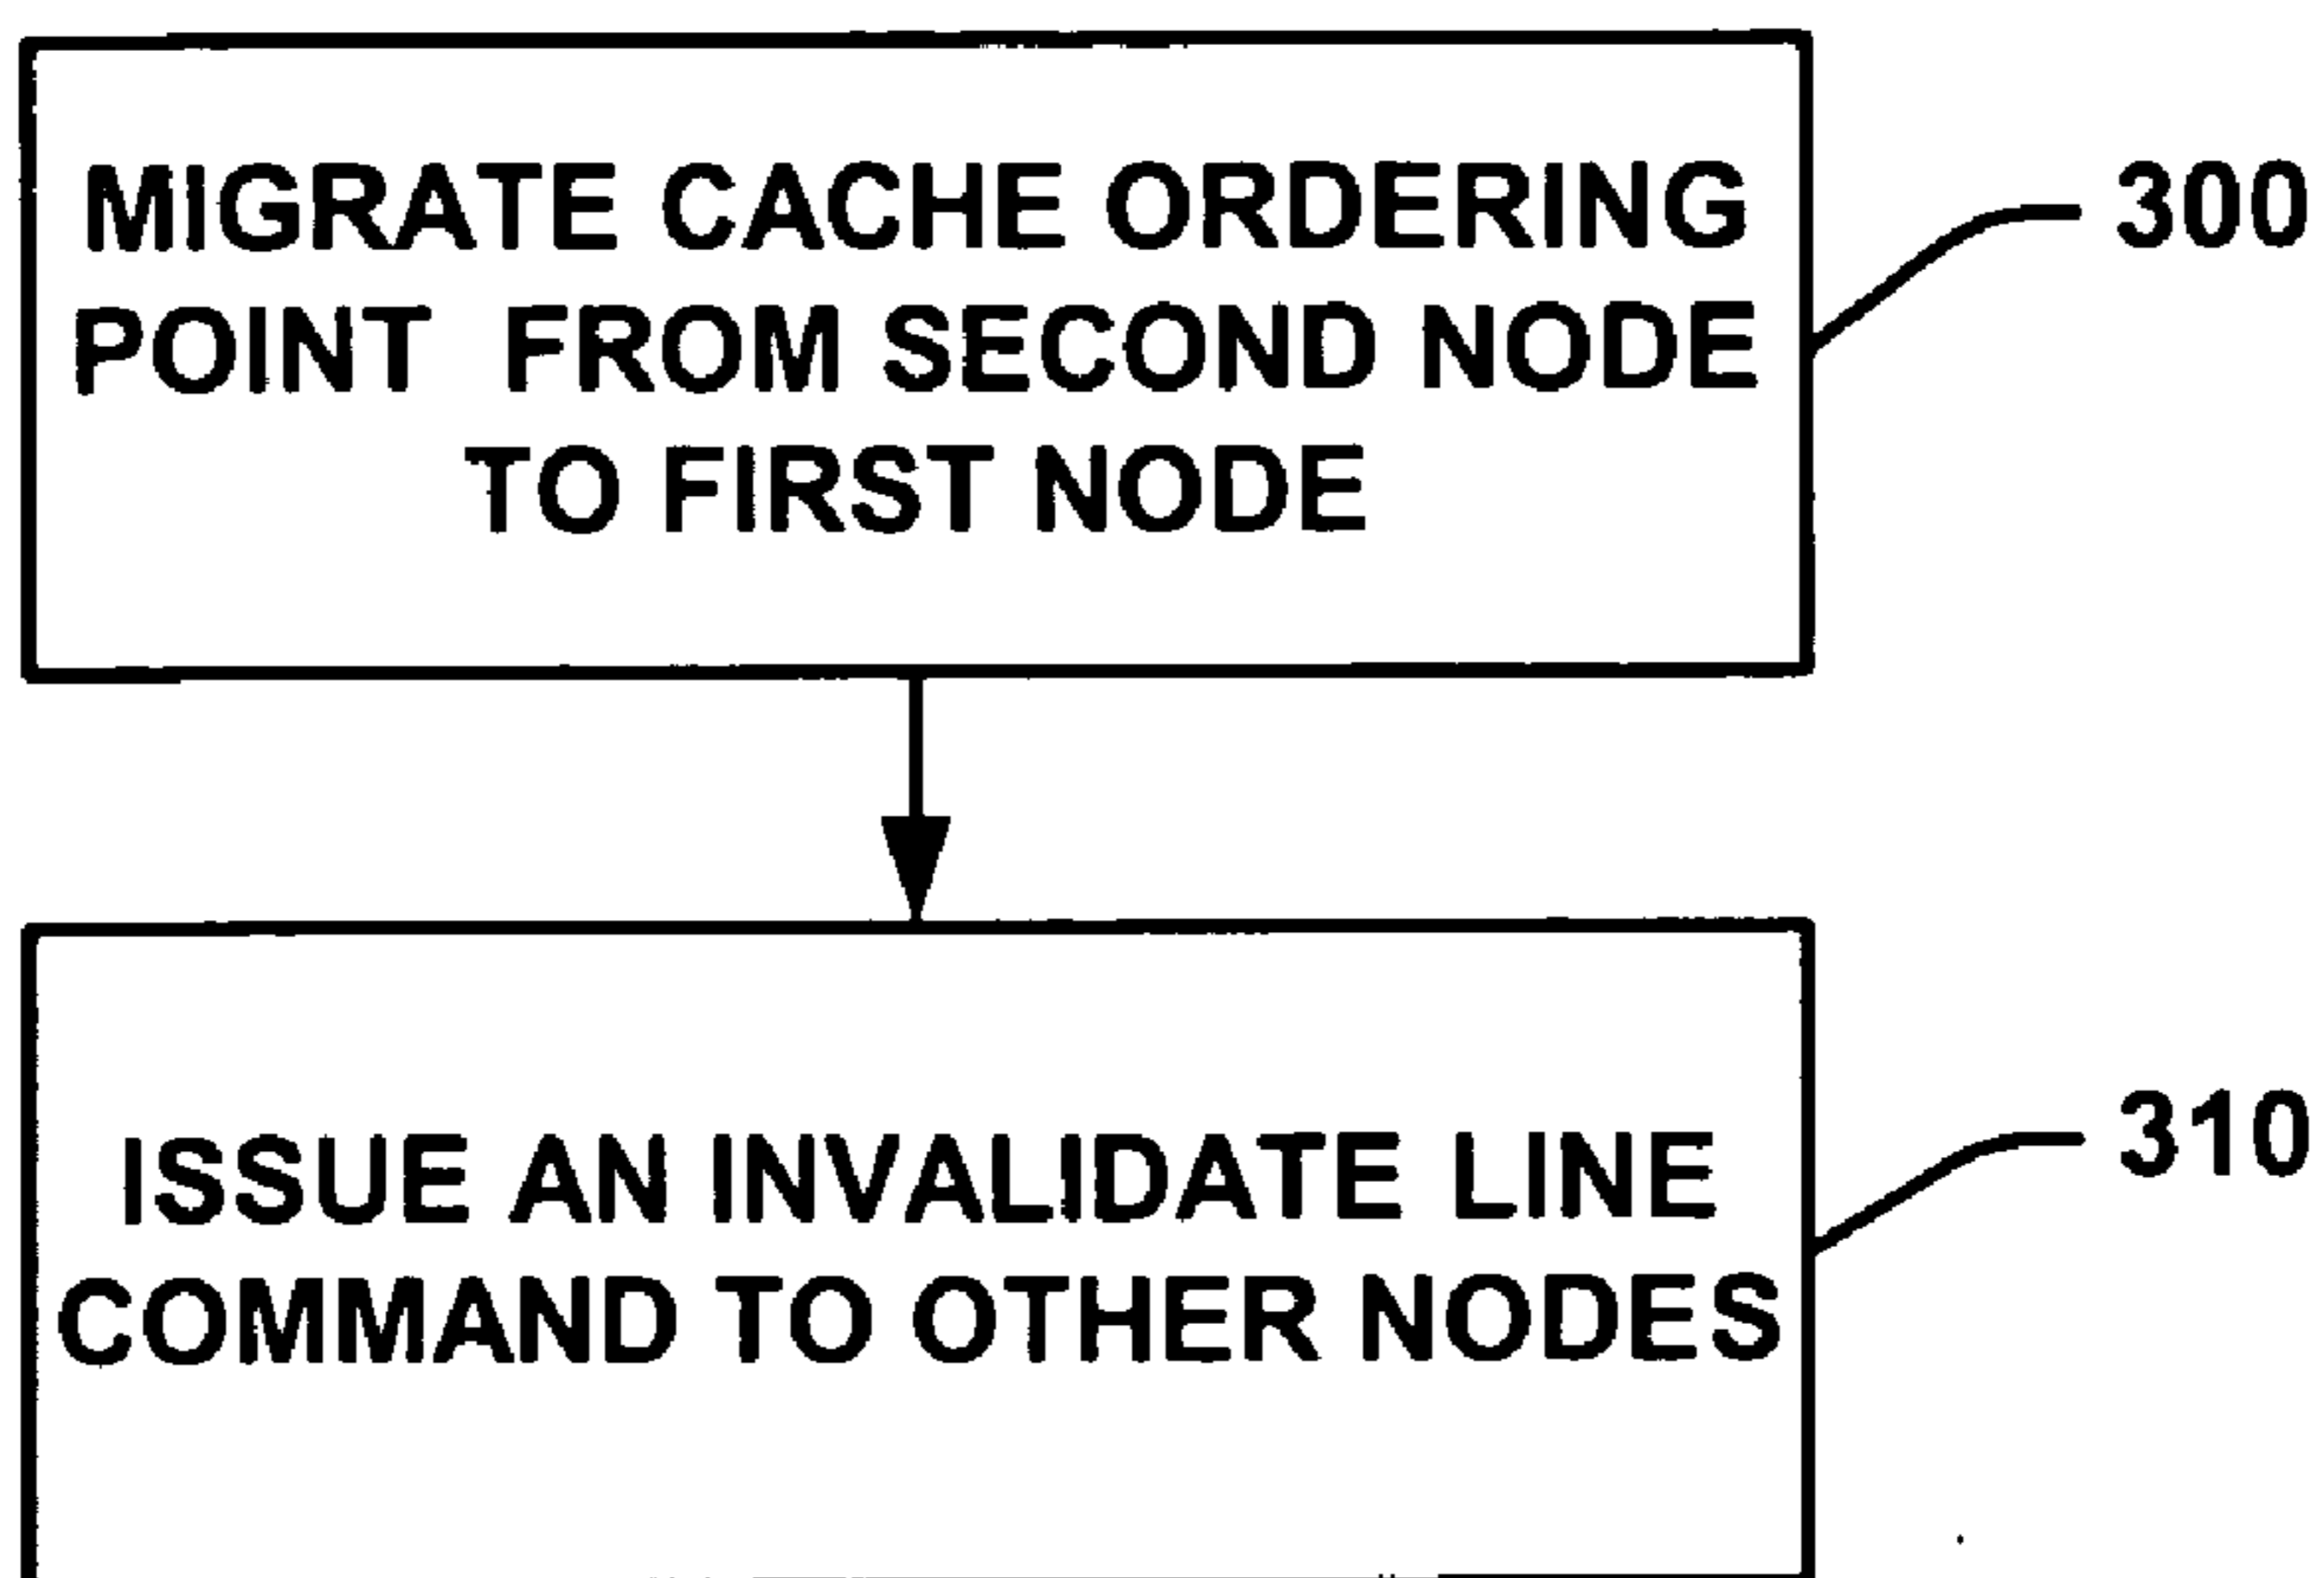 MIGRATE CACHE ORDERING
POINT FROM SECOND NODE
TO FIRST NODE
300
ISSUE AN INVALIDATE LINE
COMMAND TO OTHER NODES
310